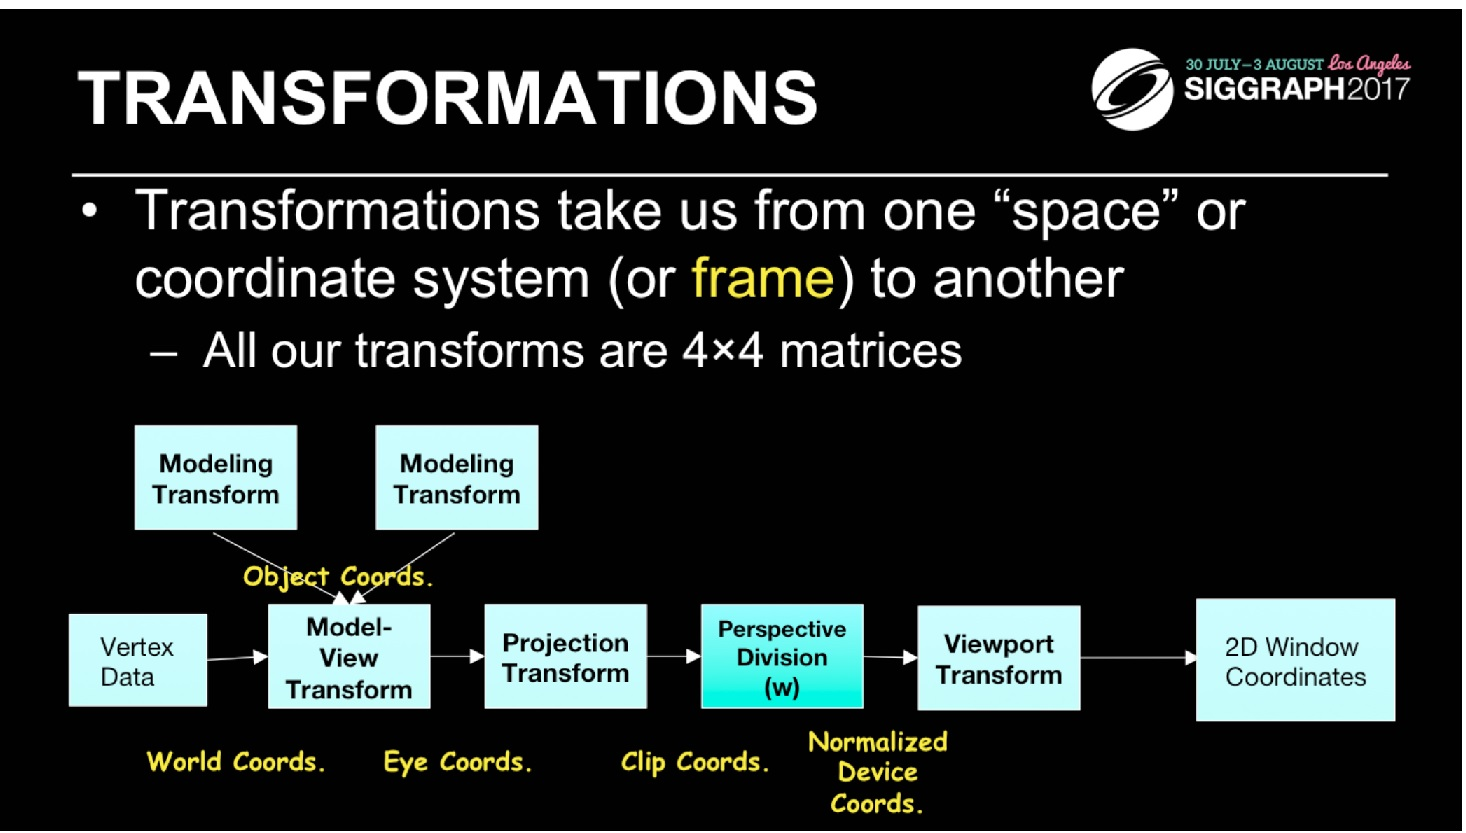 TRANSFORMATIONS
30 JULY–3 AUGUST Los Angeles
SIGGRAPH2017
• Transformations take us from one “space” or
coordinate system (or frame) to another
– All our transforms are 4×4 matrices
Modeling
Transform
Modeling
Transform
Object Coords.
Vertex
Data
Model-
View
Transform
Projection
Transform
Perspective
Division
(w)
Viewport
Transform
2D Window
Coordinates
World Coords.
Eye Coords.
Clip Coords.
Normalized
Device
Coords.